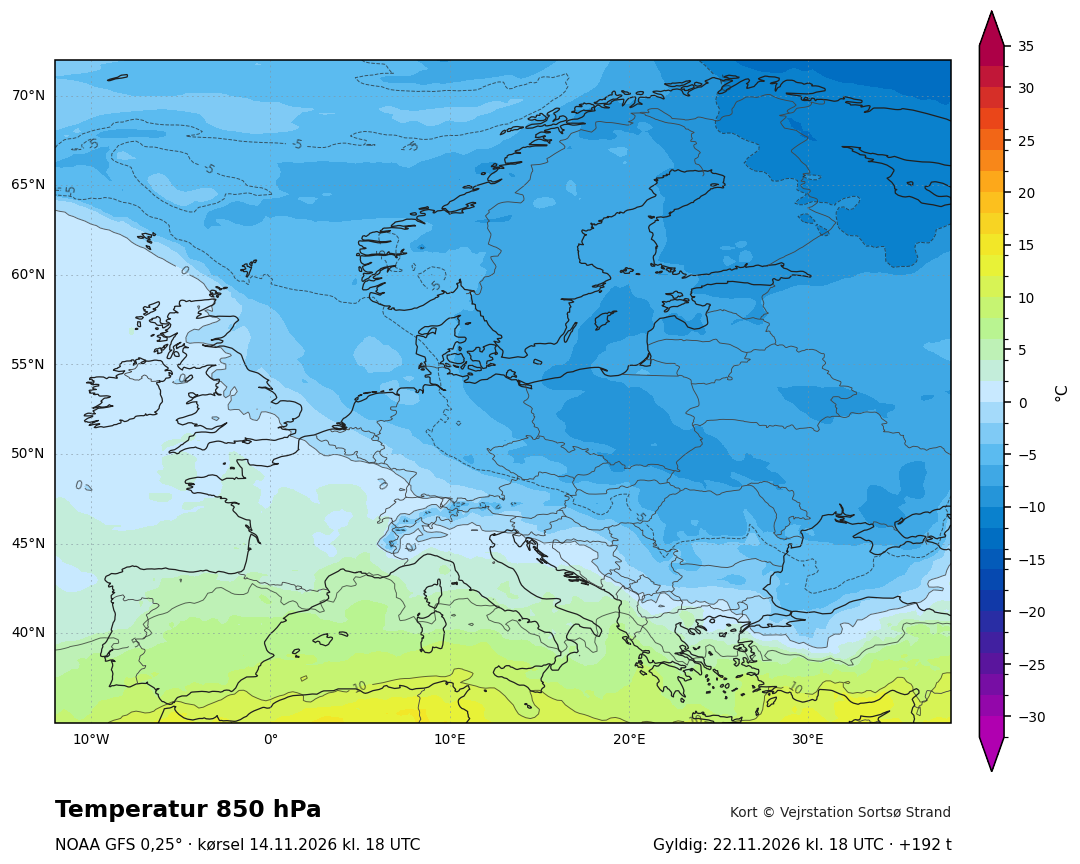 70°N
65°N
60°N
55°N
50°N
45°N
40°N
10°W
0°
10°E
20°E
30°E
35
30
25
20
15
10
5
0
−5
−10
−15
−20
−25
−30
°C
Temperatur 850 hPa
Kort © Vejrstation Sortsø Strand
NOAA GFS 0,25° · kørsel 14.11.2026 kl. 18 UTC
Gyldig: 22.11.2026 kl. 18 UTC · +192 t